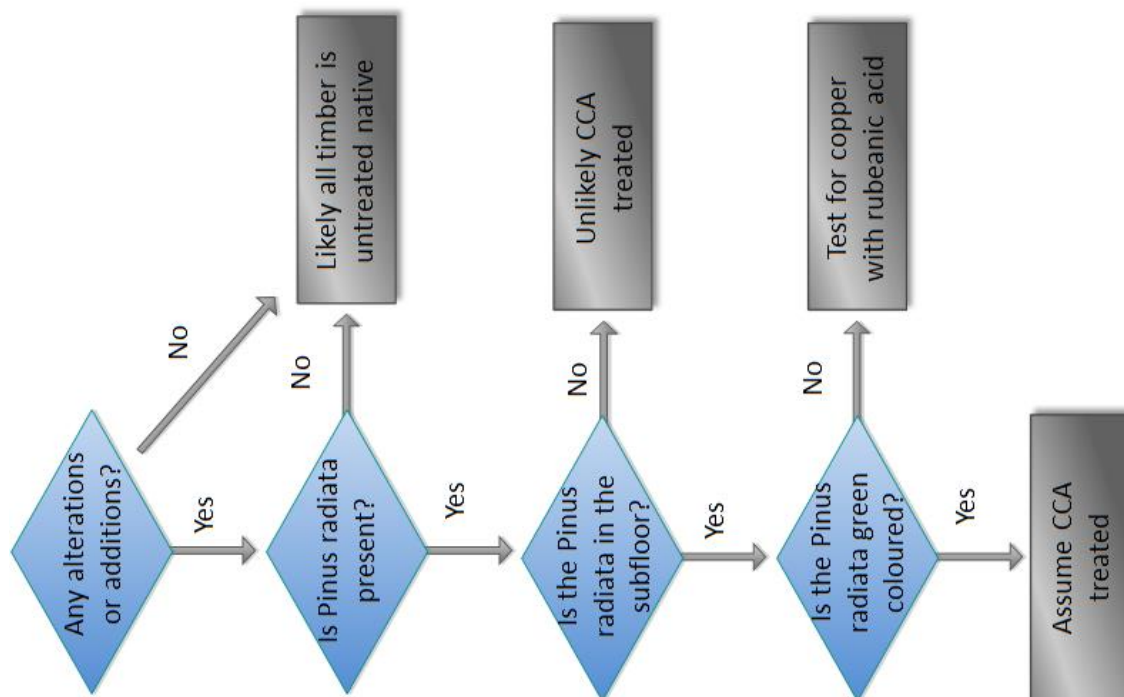 Any alterations
or additions?
No
Yes
Likely all timber is
untreated native
Is Pinus radiata
present?
No
Yes
Is the Pinus
radiata in the
subfloor?
No
Unlikely CCA
treated
Yes
Is the Pinus
radiata green
coloured?
No
Test for copper
with rubeanic acid
Yes
Assume CCA
treated